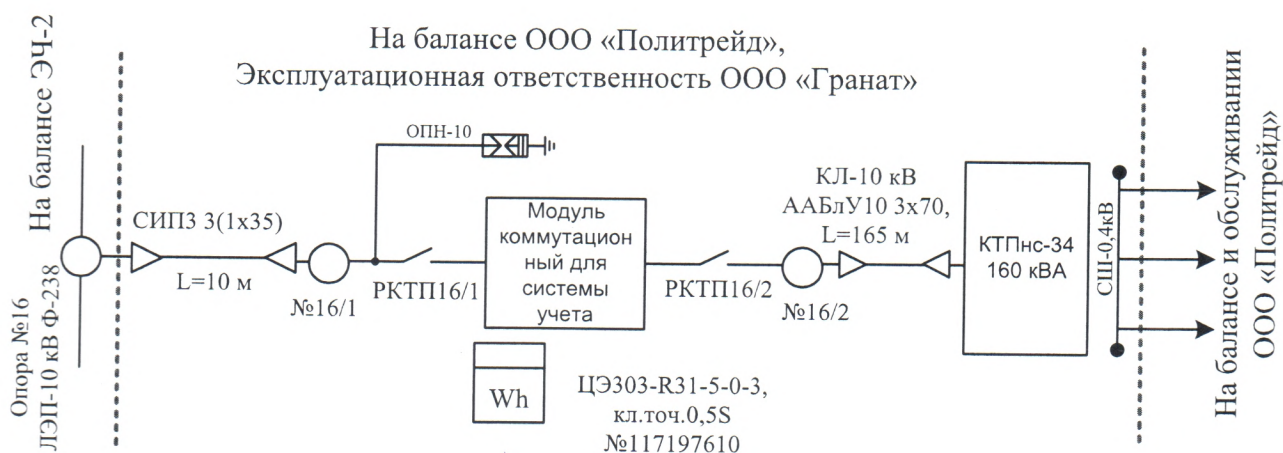 На балансе ЭЧ-2
Опора №16
ЛЭП-10 кВ Ф-238
На балансе ООО «Политрейд»,
Эксплуатационная ответственность ООО «Гранат»
ОПН-10
СИП3 3(1х35)
L=10 м
№16/1
РКТП16/1
Модуль
коммутацион
ный для
системы
учета
РКТП16/2
№16/2
КЛ-10 кВ
ААБлУ10 3х70,
L=165 м
КТПнс-34
160 кВА
СШ-0,4кВ
Wh
ЦЭ303-R31-5-0-3,
кл.точ.0,5S
№117197610
На балансе и обслуживании
ООО «Политрейд»